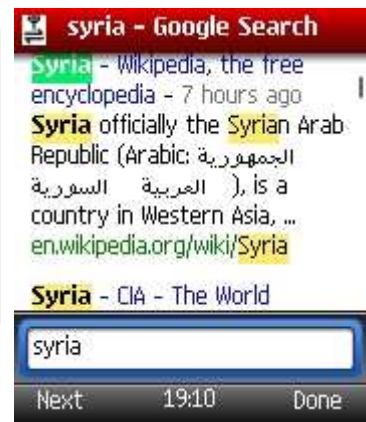 syria - Google Search
Syria - Wikipedia, the free
encyclopedia - 7 hours ago
Syria officially the Syrian Arab
Republic (Arabic: الجمهورية
العربية السورية ), is a
country in Western Asia, ...
en.wikipedia.org/wiki/Syria
Syria - CIA - The World
syria
Next 19:10 Done